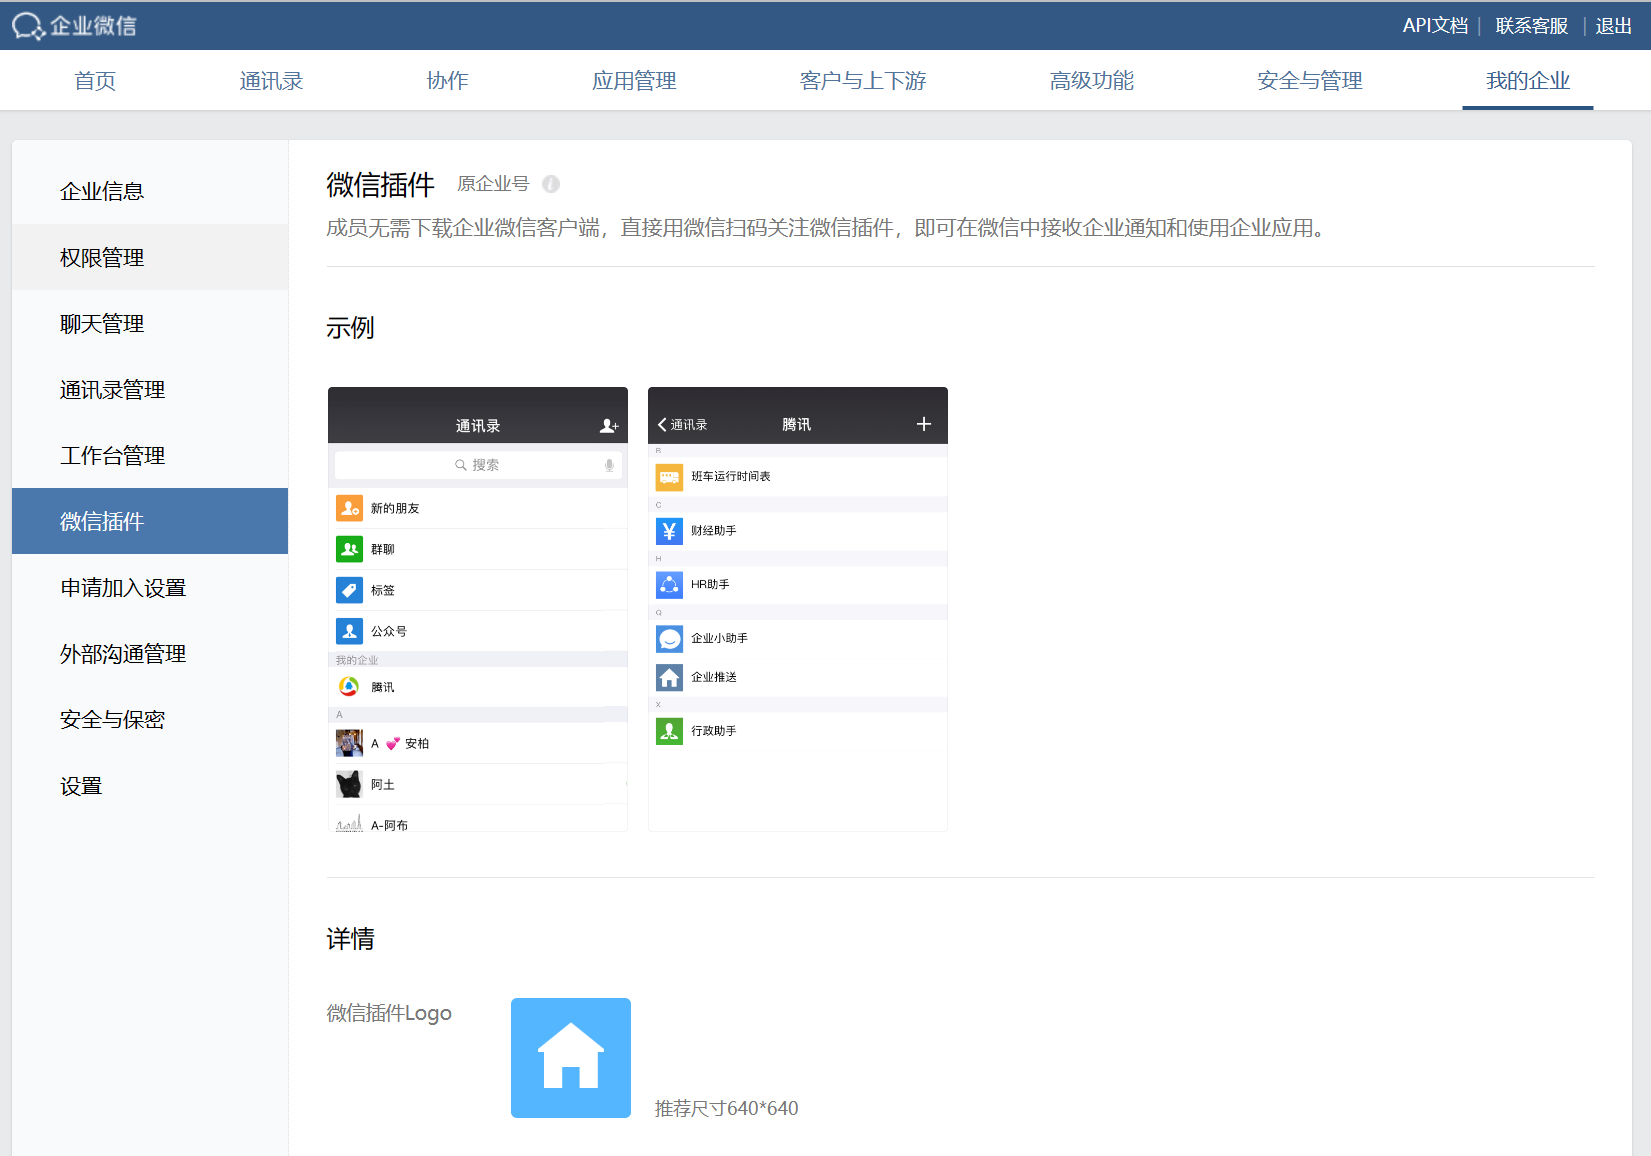 企业微信
API文档 | 联系客服 | 退出
首页 通讯录 协作 应用管理 客户与上下游 高级功能 安全与管理 我的企业
企业信息
权限管理
聊天管理
通讯录管理
工作台管理
微信插件
申请加入设置
外部沟通管理
安全与保密
设置
微信插件 原企业号
成员无需下载企业微信客户端，直接用微信扫码关注微信插件，即可在微信中接收企业通知和使用企业应用。
示例
通讯录
搜索
新的朋友
群聊
标签
公众号
我的企业
腾讯
A
A 💕 安柏
阿土
A-阿布
通讯录 腾讯
B
班车运行时间表
C
财经助手
H
HR助手
Q
企业小助手
企业推送
X
行政助手
详情
微信插件Logo
推荐尺寸640*640